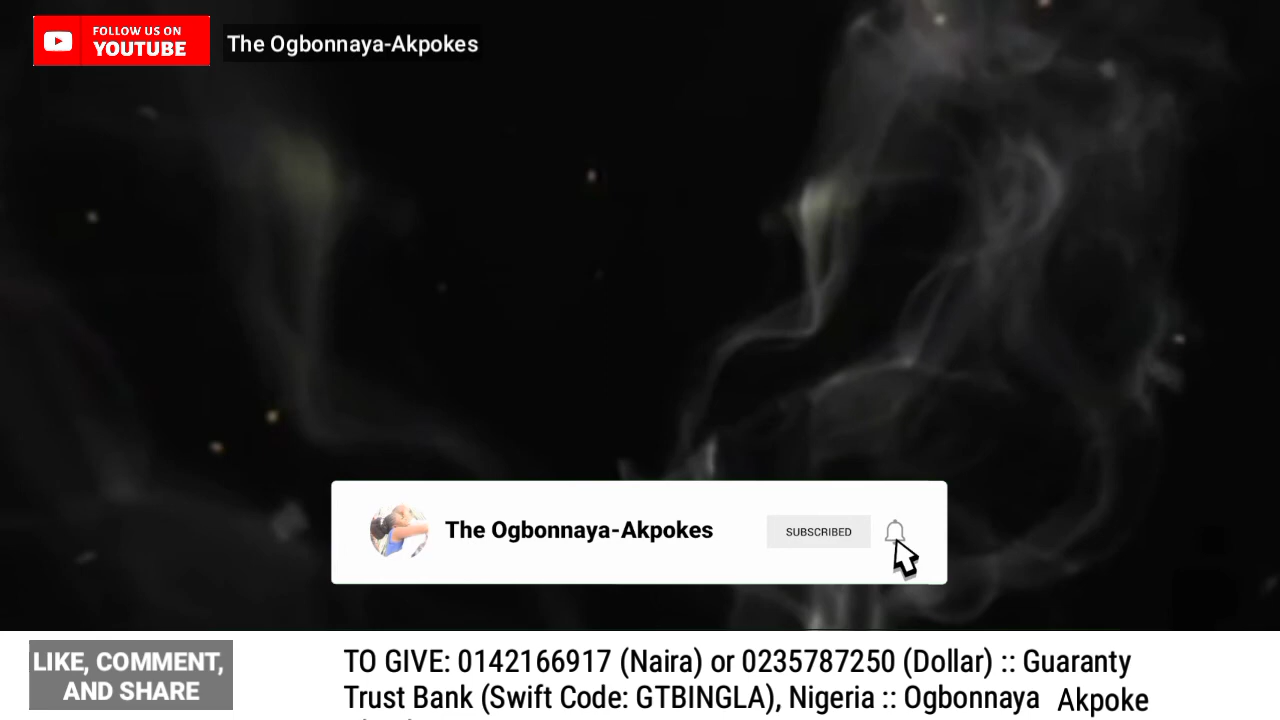 FOLLOW US ON
YOUTUBE
The Ogbonnaya-Akpokes
The Ogbonnaya-Akpokes
SUBSCRIBED
LIKE, COMMENT,
AND SHARE
TO GIVE: 0142166917 (Naira) or 0235787250 (Dollar) :: Guaranty
Trust Bank (Swift Code: GTBINGLA), Nigeria :: Ogbonnaya Akpoke